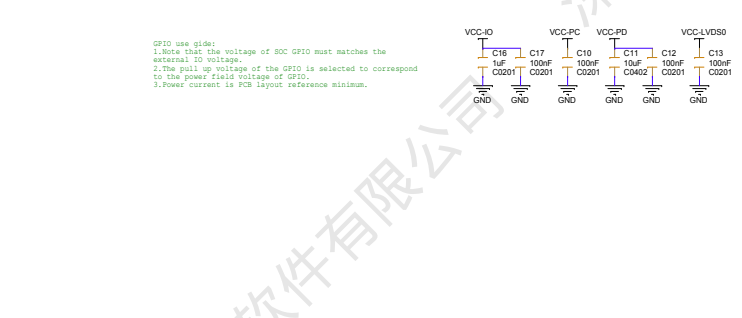 GPIO use gide:
1.Note that the voltage of SOC GPIO must matches the
external IO voltage.
2.The pull up voltage of the GPIO is selected to correspond
to the power field voltage of GPIO.
3.Power current is PCB layout reference minimum.
VCC-IO VCC-PC VCC-PD VCC-LVDS0
C16 C17 C10 C11 C12 C13
1uF 100nF 100nF 10uF 100nF 100nF
C0201 C0201 C0201 C0402 C0201 C0201
GND GND GND GND GND GND
软件有限公司